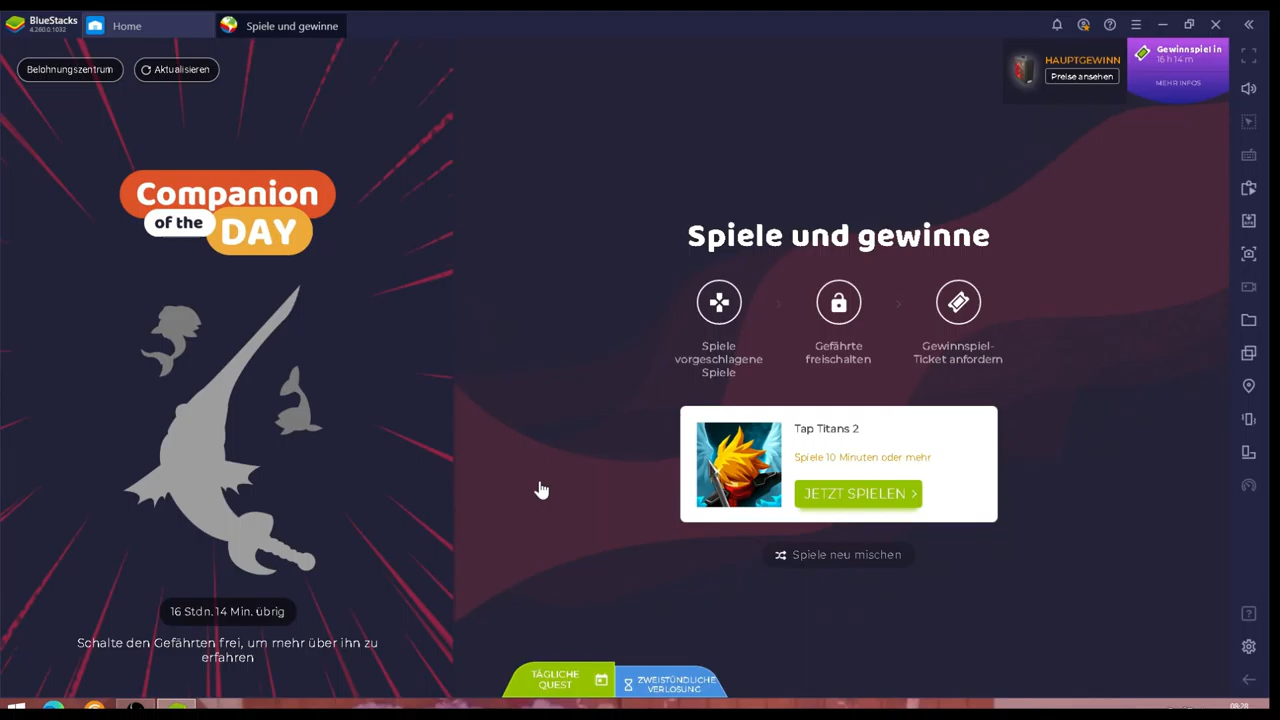 BlueStacks
4.280.0.1032
Home
Spiele und gewinne
Belohnungszentrum
Aktualisieren
HAUPTGEWINN
Preise ansehen
Gewinnspiel in
16 h 14 m
MEHR INFOS
Companion
of the
DAY
16 Stdn. 14 Min. übrig
Schalte den Gefährten frei, um mehr über ihn zu
erfahren
Spiele und gewinne
Spiele
vorgeschlagene
Spiele
Gefährte
freischalten
Gewinnspiel-
Ticket anfordern
Tap Titans 2
Spiele 10 Minuten oder mehr
JETZT SPIELEN
Spiele neu mischen
TÄGLICHE
QUEST
ZWEISTÜNDLICHE
VERLOSUNG
08:28